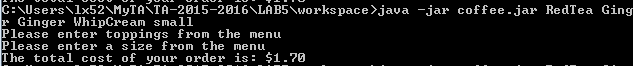 C:\Users\lx52\MyTA\TA-2015-2016\LAB5\workspace>java -jar coffee.jar RedTea Ginge
r Ginger WhipCream small
Please enter toppings from the menu
Please enter a size from the menu
The total cost of your order is: $1.70